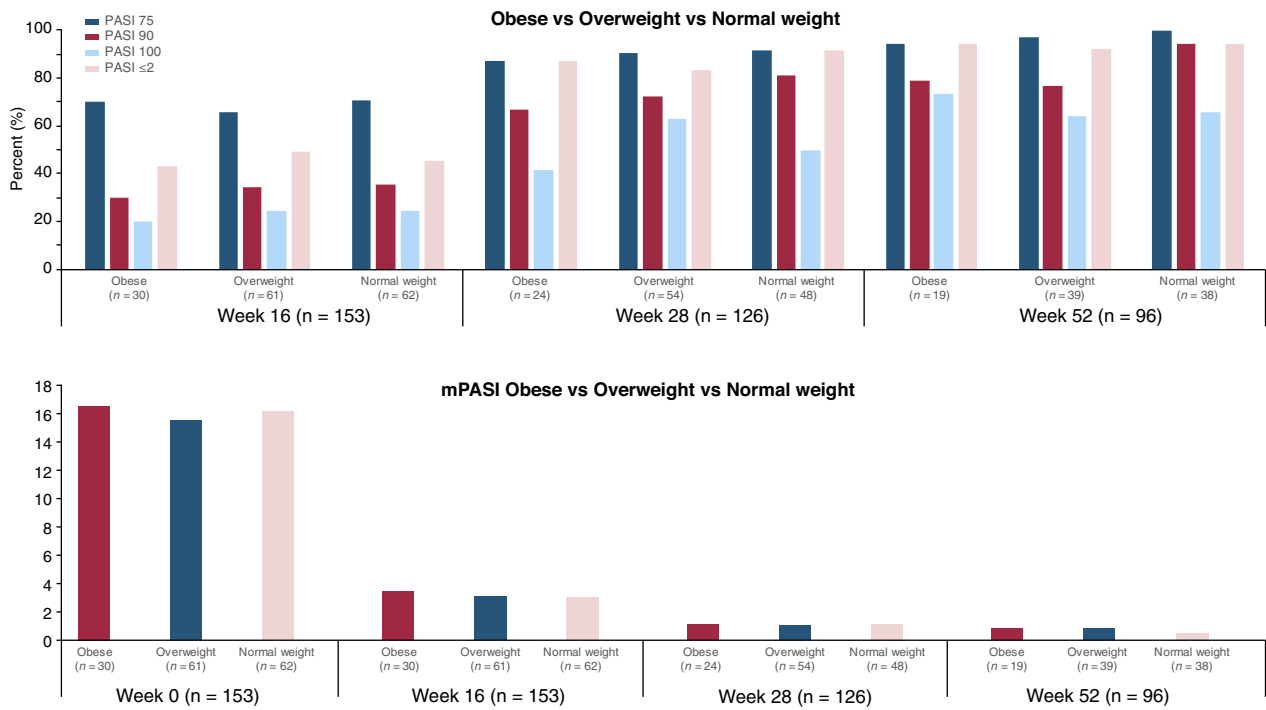 Obese vs Overweight vs Normal weight
PASI 75
PASI 90
PASI 100
PASI ≤2
Percent (%)
100
80
60
40
20
0
Obese Overweight Normal weight Obese Overweight Normal weight Obese Overweight Normal weight
(n = 30) (n = 61) (n = 62) (n = 24) (n = 54) (n = 48) (n = 19) (n = 39) (n = 38)
Week 16 (n = 153) Week 28 (n = 126) Week 52 (n = 96)
mPASI Obese vs Overweight vs Normal weight
18
16
14
12
10
8
6
4
2
0
Obese Overweight Normal weight Obese Overweight Normal weight Obese Overweight Normal weight Obese Overweight Normal weight
(n = 30) (n = 61) (n = 62) (n = 30) (n = 61) (n = 62) (n = 24) (n = 54) (n = 48) (n = 19) (n = 39) (n = 38)
Week 0 (n = 153) Week 16 (n = 153) Week 28 (n = 126) Week 52 (n = 96)